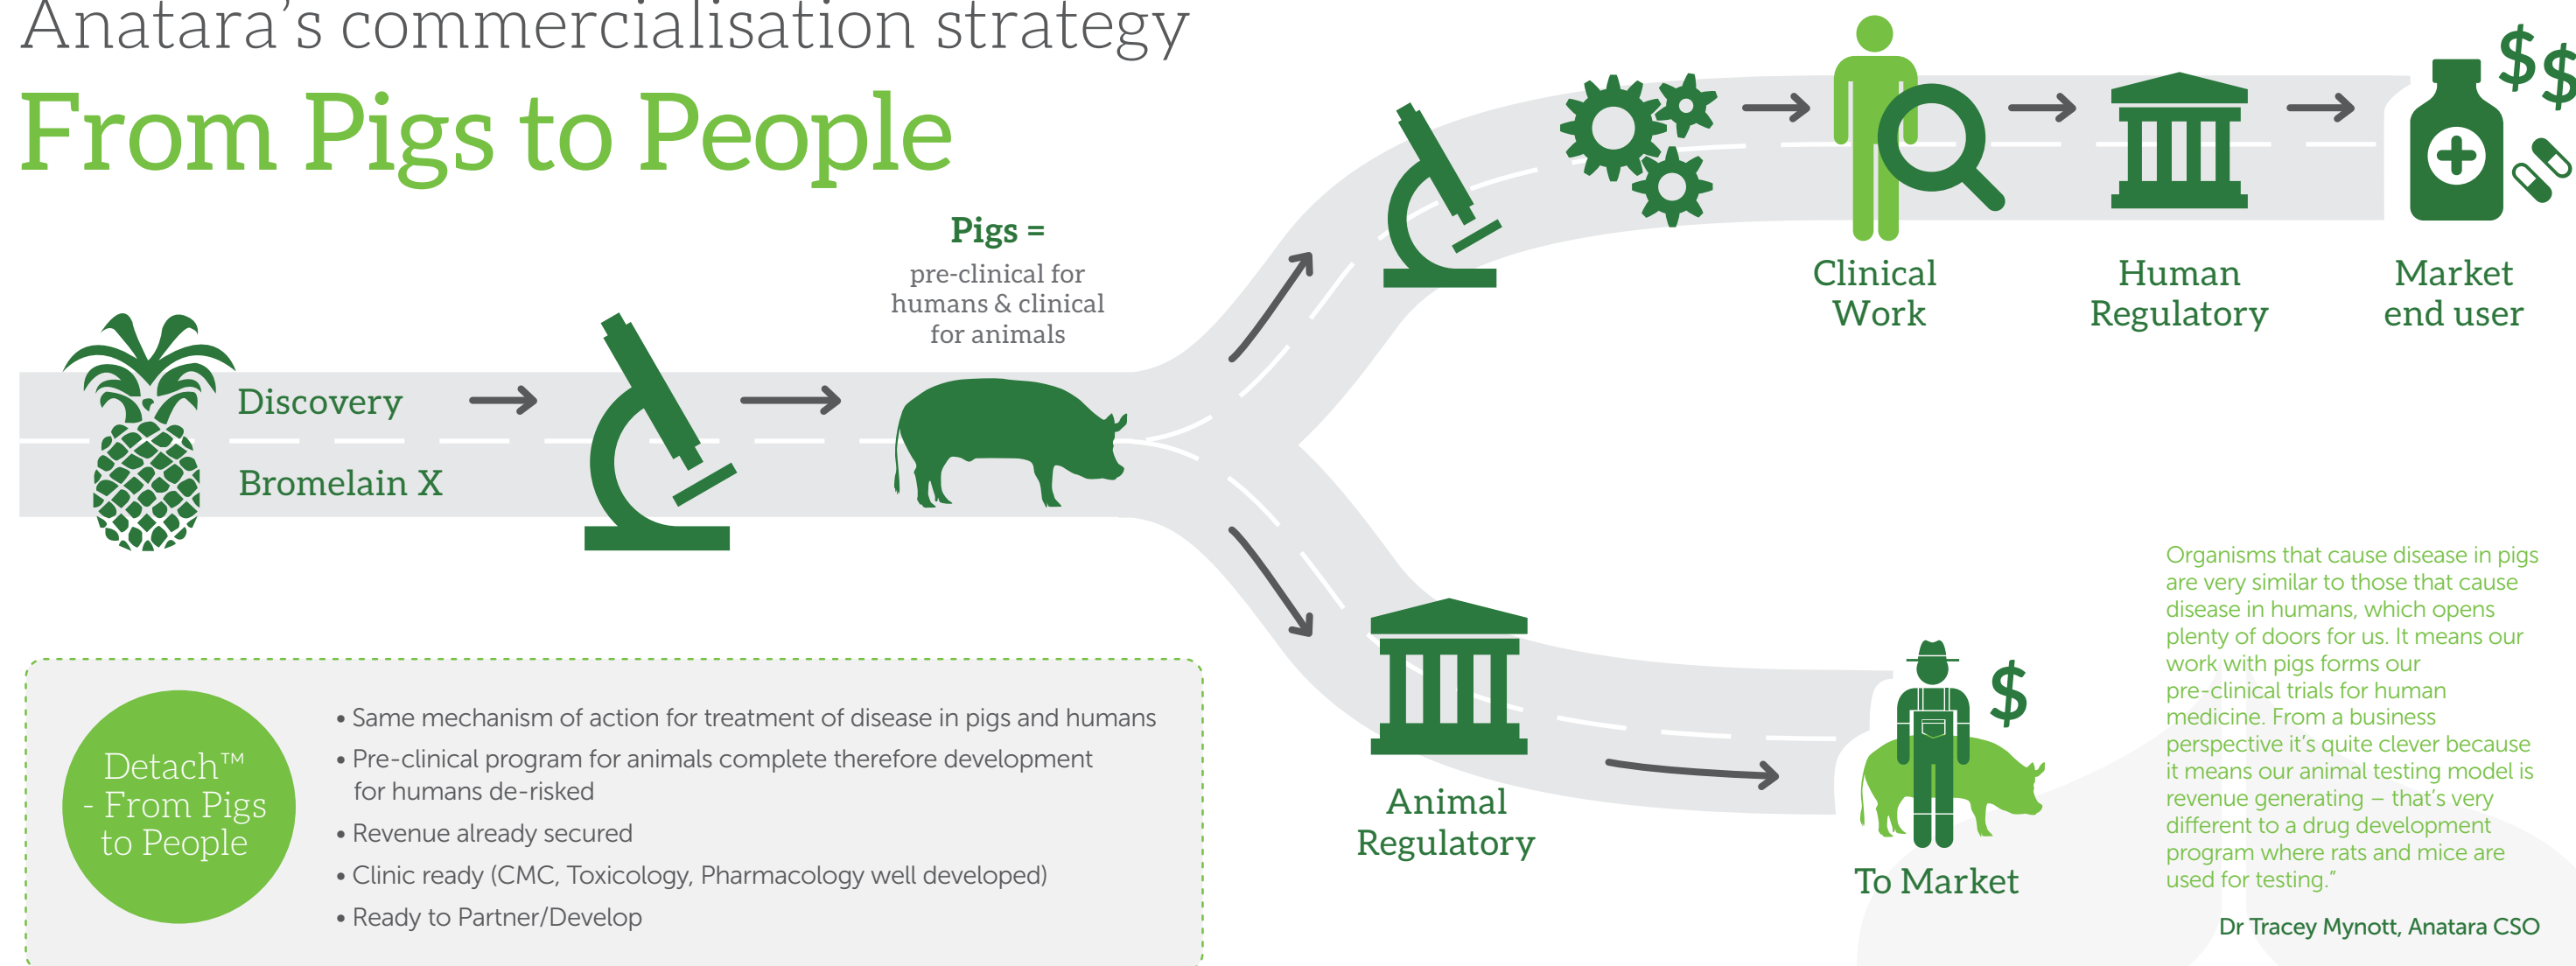 Anatara’s commercialisation strategy
From Pigs to People
Pigs =
pre-clinical for
humans & clinical
for animals
Discovery
Bromelain X
Clinical
Work
Human
Regulatory
Market
end user
$$
Animal
Regulatory
$
To Market
Detach™
- From Pigs
to People
• Same mechanism of action for treatment of disease in pigs and humans
• Pre-clinical program for animals complete therefore development
for humans de-risked
• Revenue already secured
• Clinic ready (CMC, Toxicology, Pharmacology well developed)
• Ready to Partner/Develop
Organisms that cause disease in pigs
are very similar to those that cause
disease in humans, which opens
plenty of doors for us. It means our
work with pigs forms our
pre-clinical trials for human
medicine. From a business
perspective it’s quite clever because
it means our animal testing model is
revenue generating – that’s very
different to a drug development
program where rats and mice are
used for testing.”
Dr Tracey Mynott, Anatara CSO